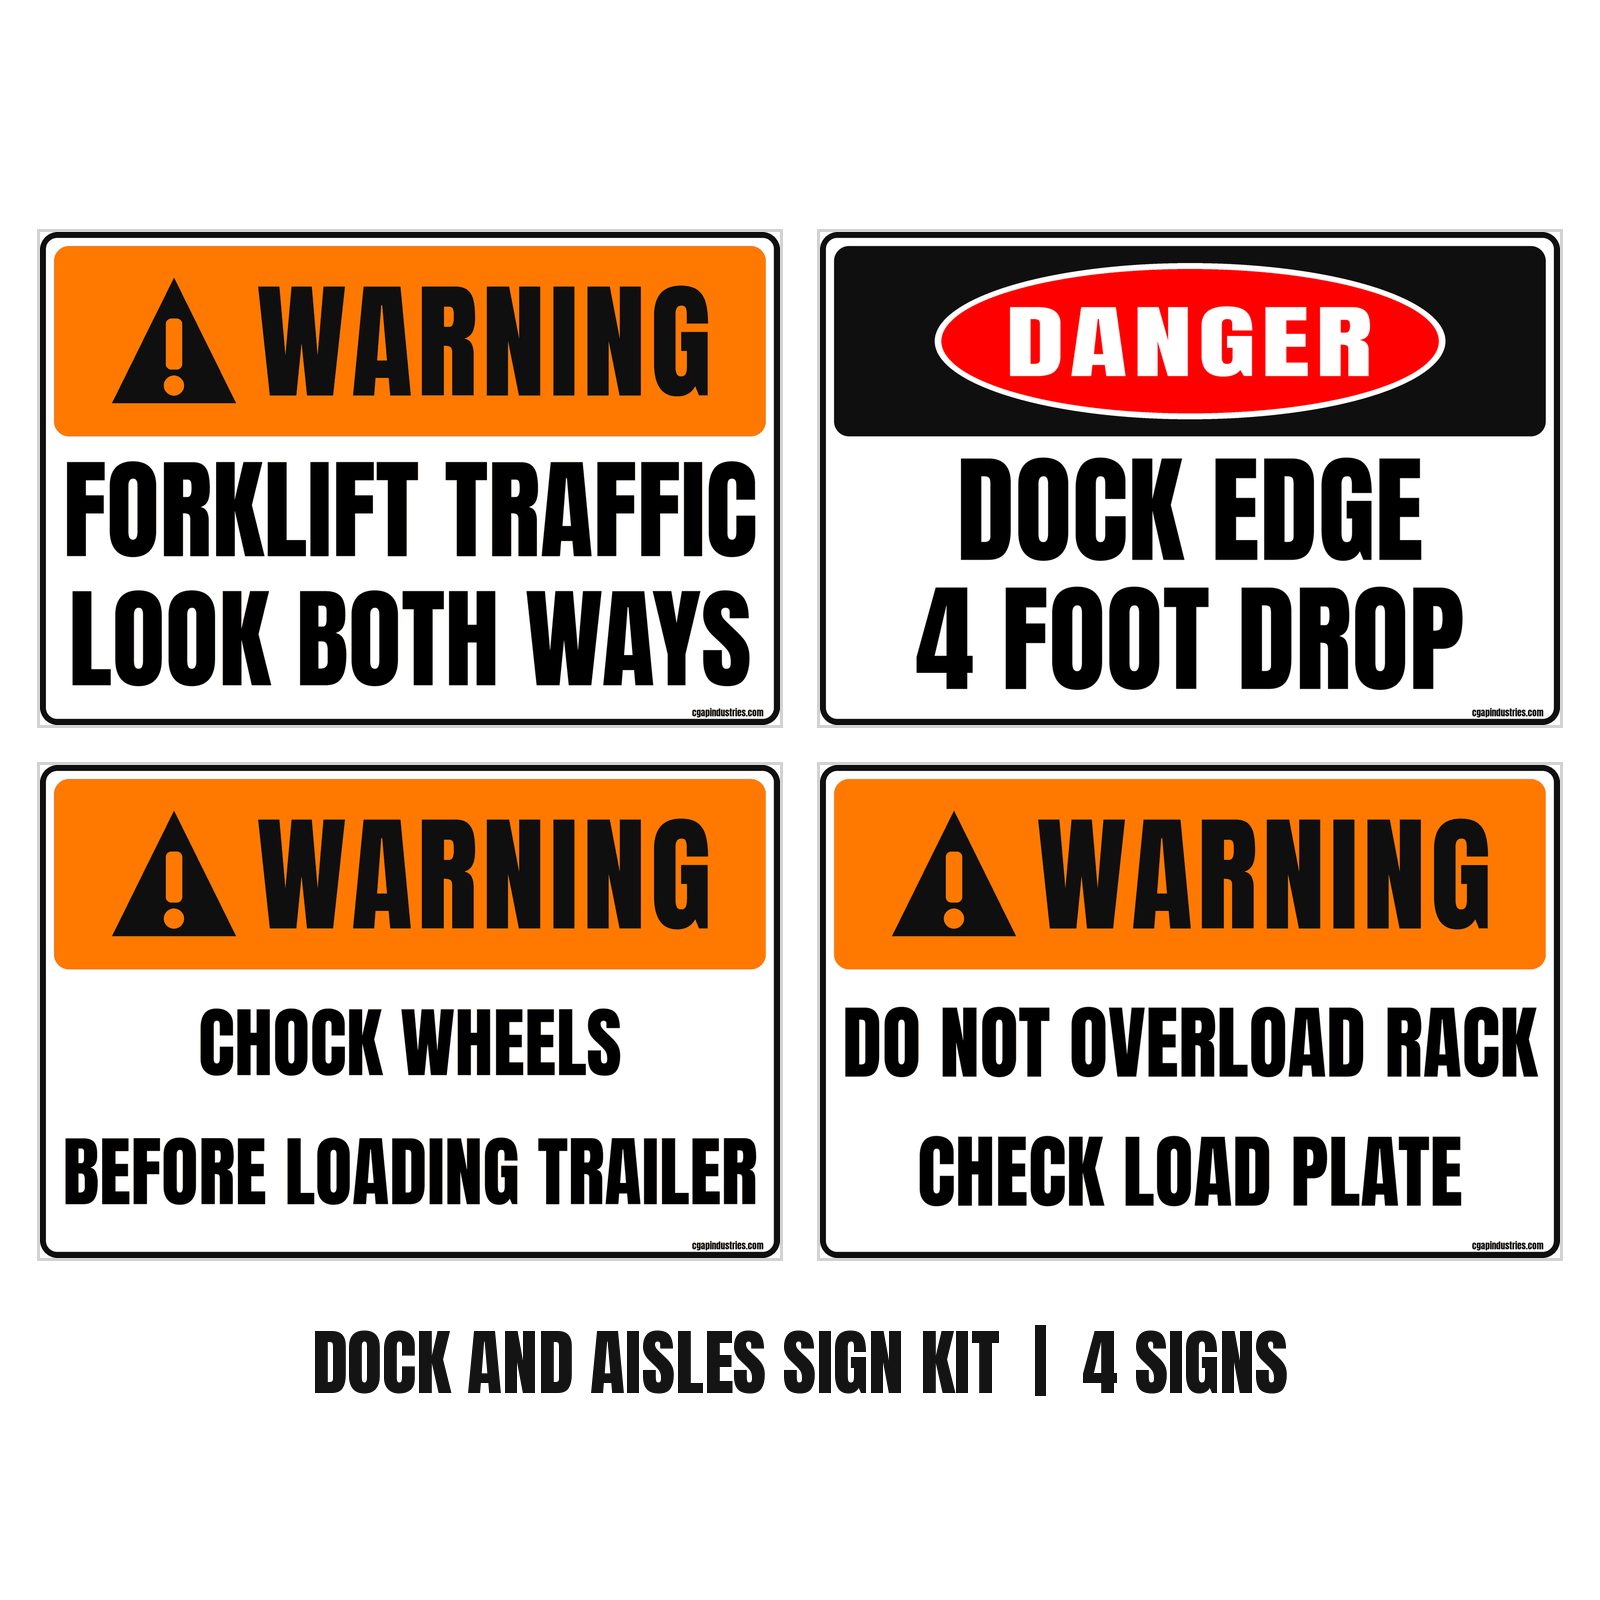 WARNING
FORKLIFT TRAFFIC
LOOK BOTH WAYS
cgapindustries.com
DANGER
DOCK EDGE
4 FOOT DROP
cgapindustries.com
WARNING
CHOCK WHEELS
BEFORE LOADING TRAILER
cgapindustries.com
WARNING
DO NOT OVERLOAD RACK
CHECK LOAD PLATE
cgapindustries.com
DOCK AND AISLES SIGN KIT | 4 SIGNS